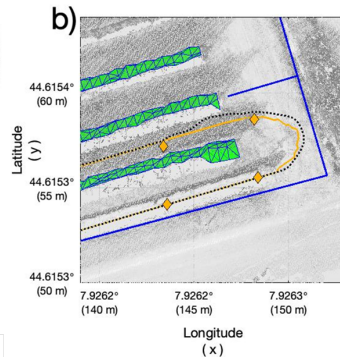 b)
44.6154°
(60 m)
Latitude
( y )
44.6153°
(55 m)
44.6153°
(50 m)
7.9262° 7.9262° 7.9263°
(140 m) (145 m) (150 m)
Longitude
( x )